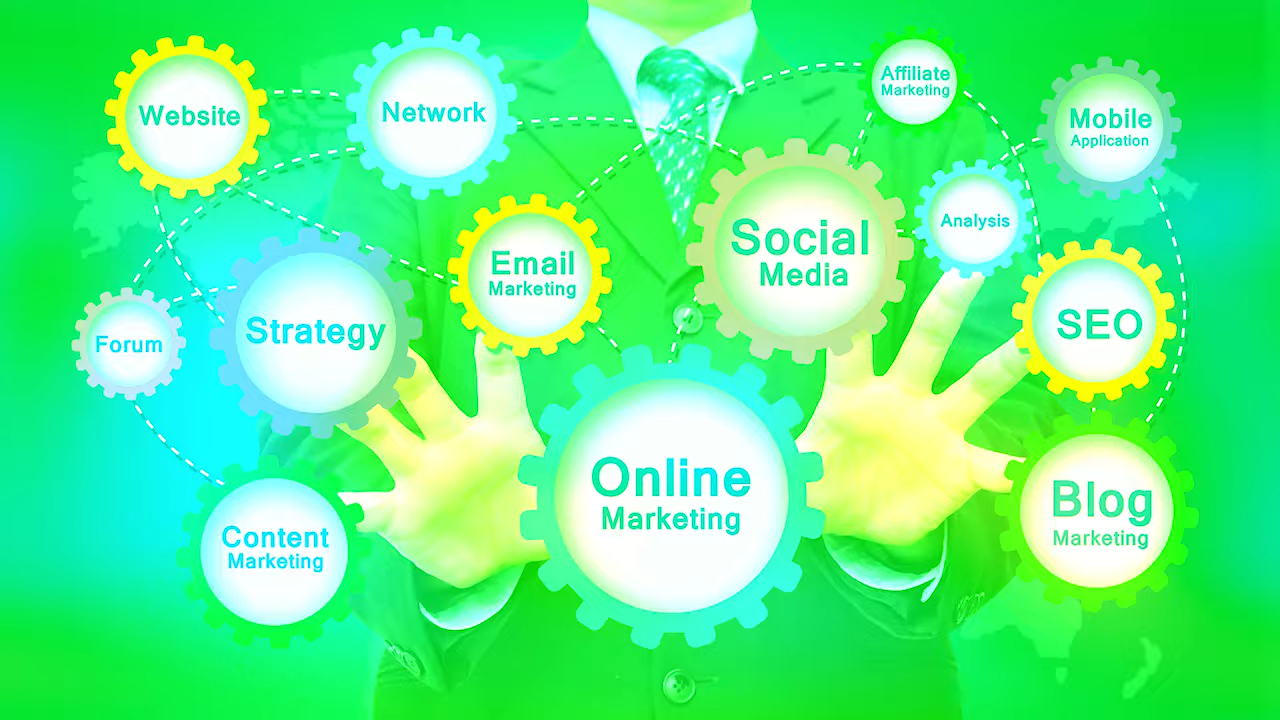 Website
Network
Affiliate
Marketing
Mobile
Application
Email
Marketing
Social
Media
Analysis
Forum
Strategy
SEO
Online
Marketing
Content
Marketing
Blog
Marketing